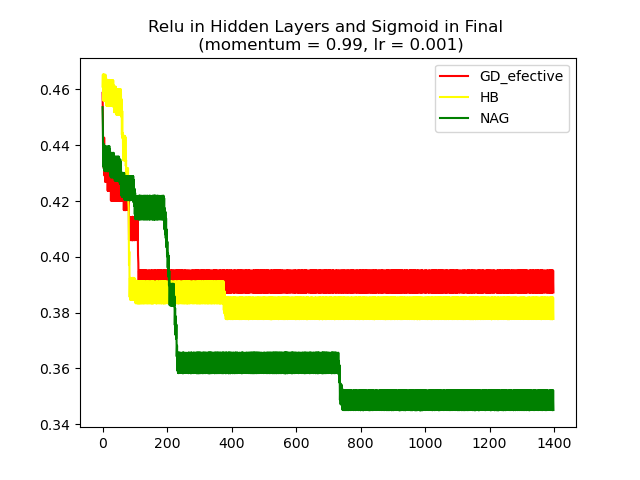 Relu in Hidden Layers and Sigmoid in Final
(momentum = 0.99, lr = 0.001)
GD_efective
HB
NAG
0.46
0.44
0.42
0.40
0.38
0.36
0.34
0 200 400 600 800 1000 1200 1400